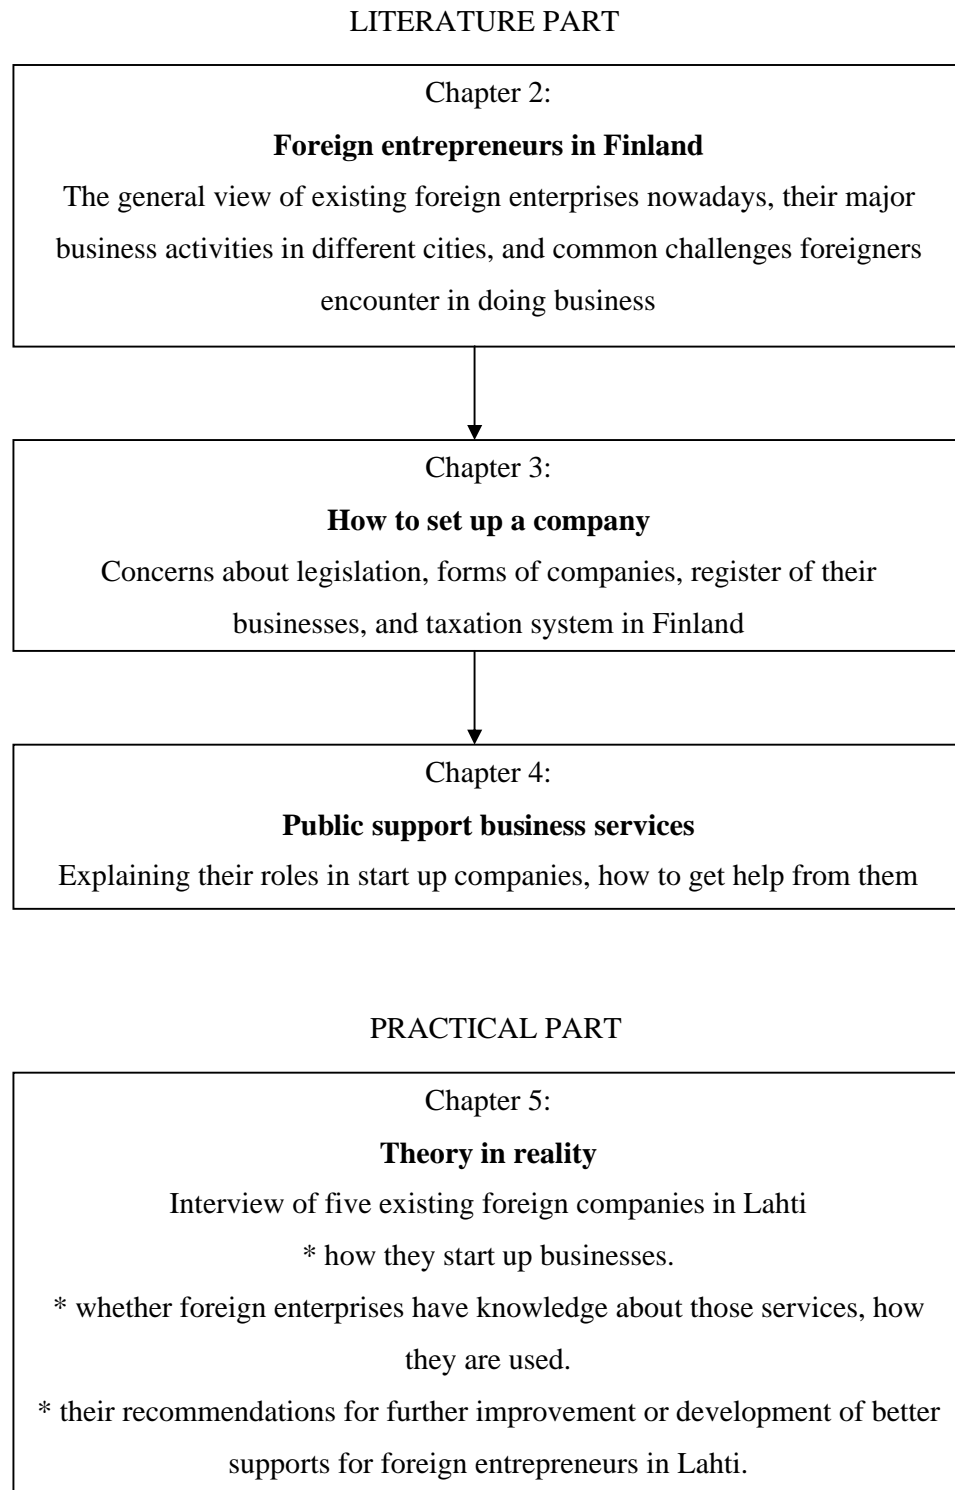 LITERATURE PART
Chapter 2:
Foreign entrepreneurs in Finland
The general view of existing foreign enterprises nowadays, their major
business activities in different cities, and common challenges foreigners
encounter in doing business
Chapter 3:
How to set up a company
Concerns about legislation, forms of companies, register of their
businesses, and taxation system in Finland
Chapter 4:
Public support business services
Explaining their roles in start up companies, how to get help from them
PRACTICAL PART
Chapter 5:
Theory in reality
Interview of five existing foreign companies in Lahti
* how they start up businesses.
* whether foreign enterprises have knowledge about those services, how
they are used.
* their recommendations for further improvement or development of better
supports for foreign entrepreneurs in Lahti.